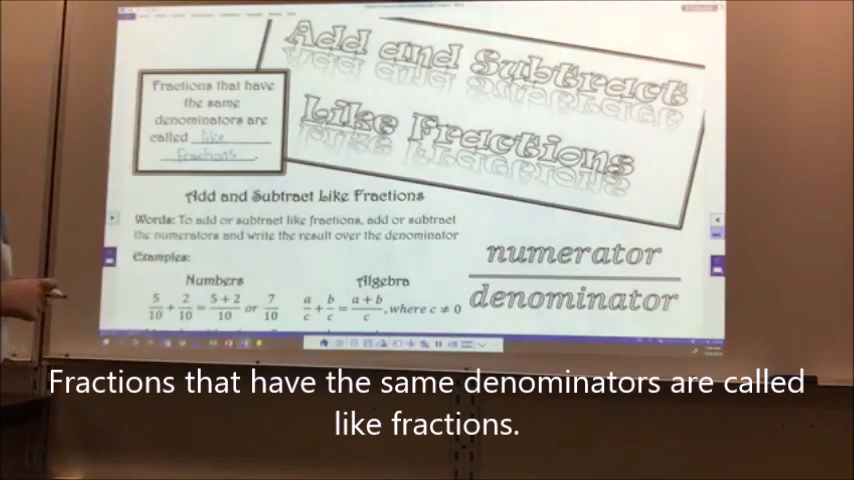 Add and Subtract
Like Fractions
Fractions that have
the same
denominators are
called like
fractions.
Add and Subtract Like Fractions
Words: To add or subtract like fractions, add or subtract
the numerators and write the result over the denominator
Examples:
Numbers
5/10 + 2/10 = 5 + 2/10 or 7/10
Algebra
a/c + b/c = a + b/c, where c ≠ 0
numerator
denominator
Fractions that have the same denominators are called
like fractions.